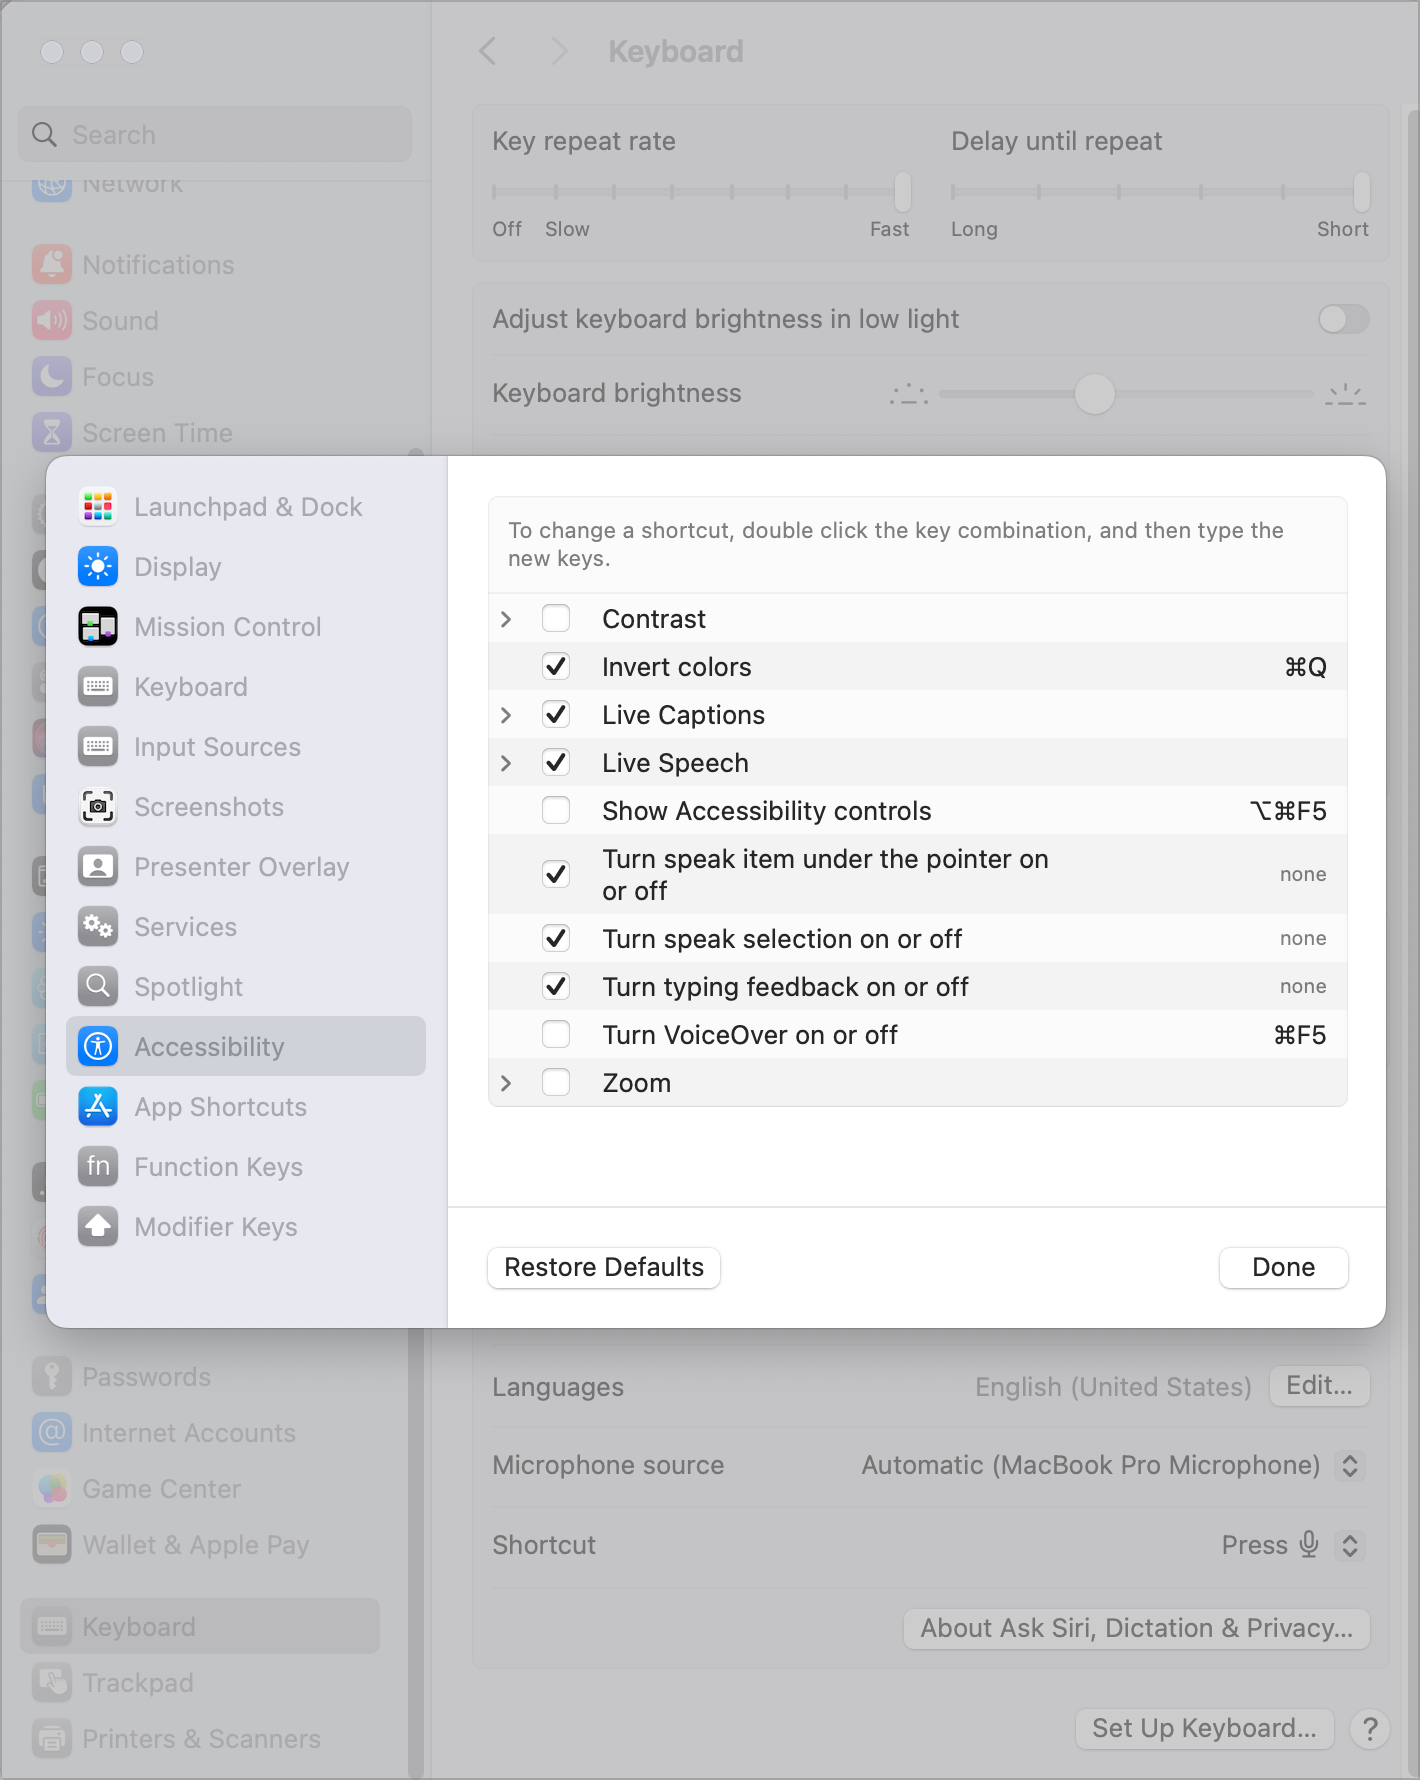 Keyboard
Search
Network
Notifications
Sound
Focus
Screen Time
Key repeat rate
Delay until repeat
Off
Slow
Fast
Long
Short
Adjust keyboard brightness in low light
Keyboard brightness
Launchpad & Dock
Display
Mission Control
Keyboard
Input Sources
Screenshots
Presenter Overlay
Services
Spotlight
Accessibility
App Shortcuts
fn Function Keys
Modifier Keys
To change a shortcut, double click the key combination, and then type the
new keys.
Contrast
Invert colors ⌘Q
Live Captions
Live Speech
Show Accessibility controls ⌥⌘F5
Turn speak item under the pointer on
or off
none
Turn speak selection on or off none
Turn typing feedback on or off none
Turn VoiceOver on or off ⌘F5
Zoom
Restore Defaults
Done
Passwords
Internet Accounts
Game Center
Wallet & Apple Pay
Keyboard
Trackpad
Printers & Scanners
Languages English (United States) Edit...
Microphone source Automatic (MacBook Pro Microphone)
Shortcut Press
About Ask Siri, Dictation & Privacy...
Set Up Keyboard... ?